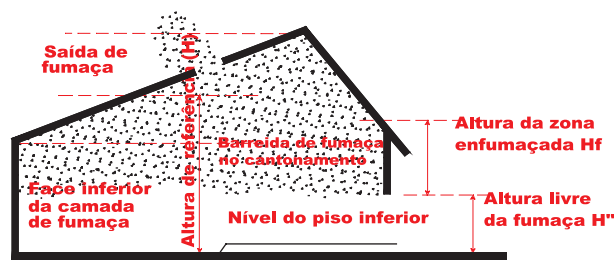 Saída de
fumaça
Altura de referência (H)
Barreida de fumaça
no cantonamento
Altura da zona
enfumaçada Hf
Face inferior
da camada
de fumaça
Nível do piso inferior
Altura livre
da fumaça H"